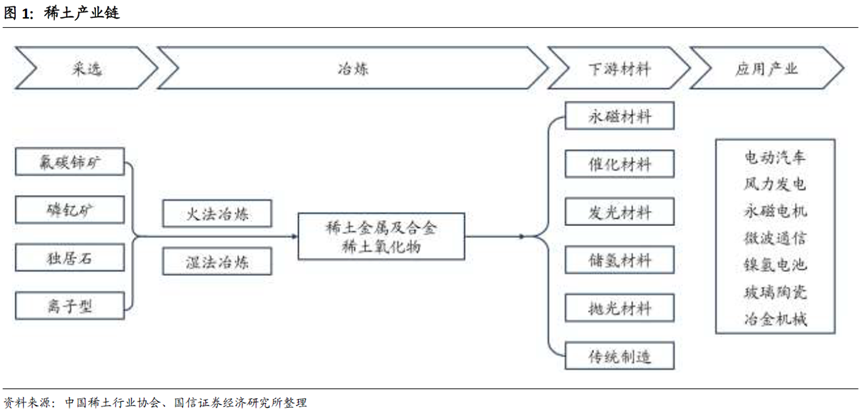 图 1：稀土产业链
采选
冶炼
下游材料
应用产业
氟碳铈矿
磷钇矿
独居石
离子型
火法冶炼
湿法冶炼
稀土金属及合金
稀土氧化物
永磁材料
催化材料
发光材料
储氢材料
抛光材料
传统制造
电动汽车
风力发电
永磁电机
微波通信
镍氢电池
玻璃陶瓷
冶金机械
资料来源：中国稀土行业协会、国信证券经济研究所整理